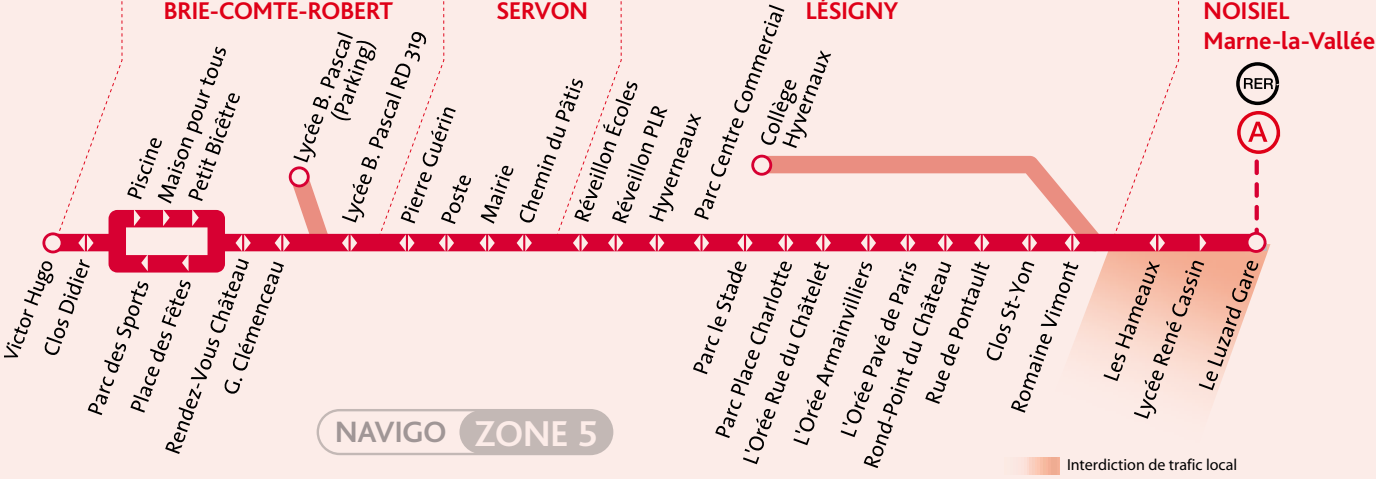 BRIE-COMTE-ROBERT
SERVON
LÉSIGNY
NOISIEL
Marne-la-Vallée
RER
A
Victor Hugo
Clos Didier
Piscine
Maison pour tous
Petit Bicêtre
Parc des Sports
Place des Fêtes
Rendez-Vous Château
G. Clémenceau
Lycée B. Pascal
(Parking)
Lycée B. Pascal RD 319
Pierre Guérin
Poste
Mairie
Chemin du Pâtis
Réveillon Écoles
Réveillon PLR
Hyverneaux
Parc Centre Commercial
Collège
Hyvernaux
Parc le Stade
Parc Place Charlotte
L'Orée Rue du Châtelet
L'Orée Armainvilliers
L'Orée Pavé de Paris
Rond-Point du Château
Rue de Pontault
Clos St-Yon
Romaine Vimont
Les Hameaux
Lycée René Cassin
Le Luzard Gare
NAVIGO ZONE 5
Interdiction de trafic local